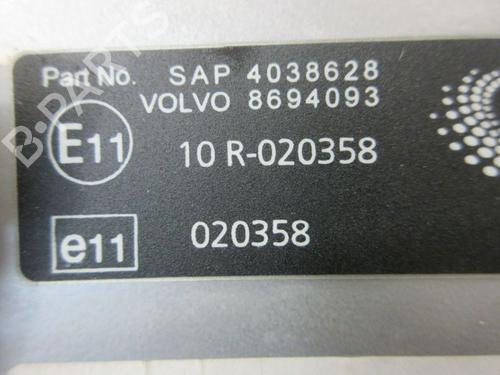 Part No. SAP 4038628
VOLVO 8694093
E11 10 R-020358
e11 020358
B-PARTS